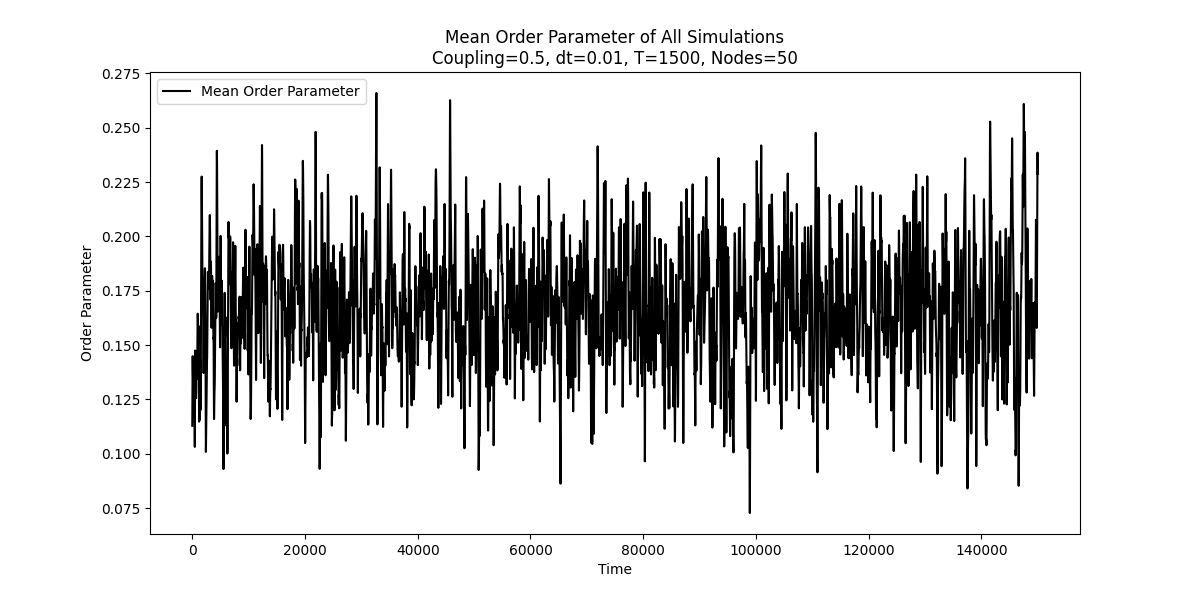 Mean Order Parameter of All Simulations
Coupling=0.5, dt=0.01, T=1500, Nodes=50
Mean Order Parameter
0.275
0.250
0.225
0.200
0.175
0.150
0.125
0.100
0.075
Order Parameter
0 20000 40000 60000 80000 100000 120000 140000
Time